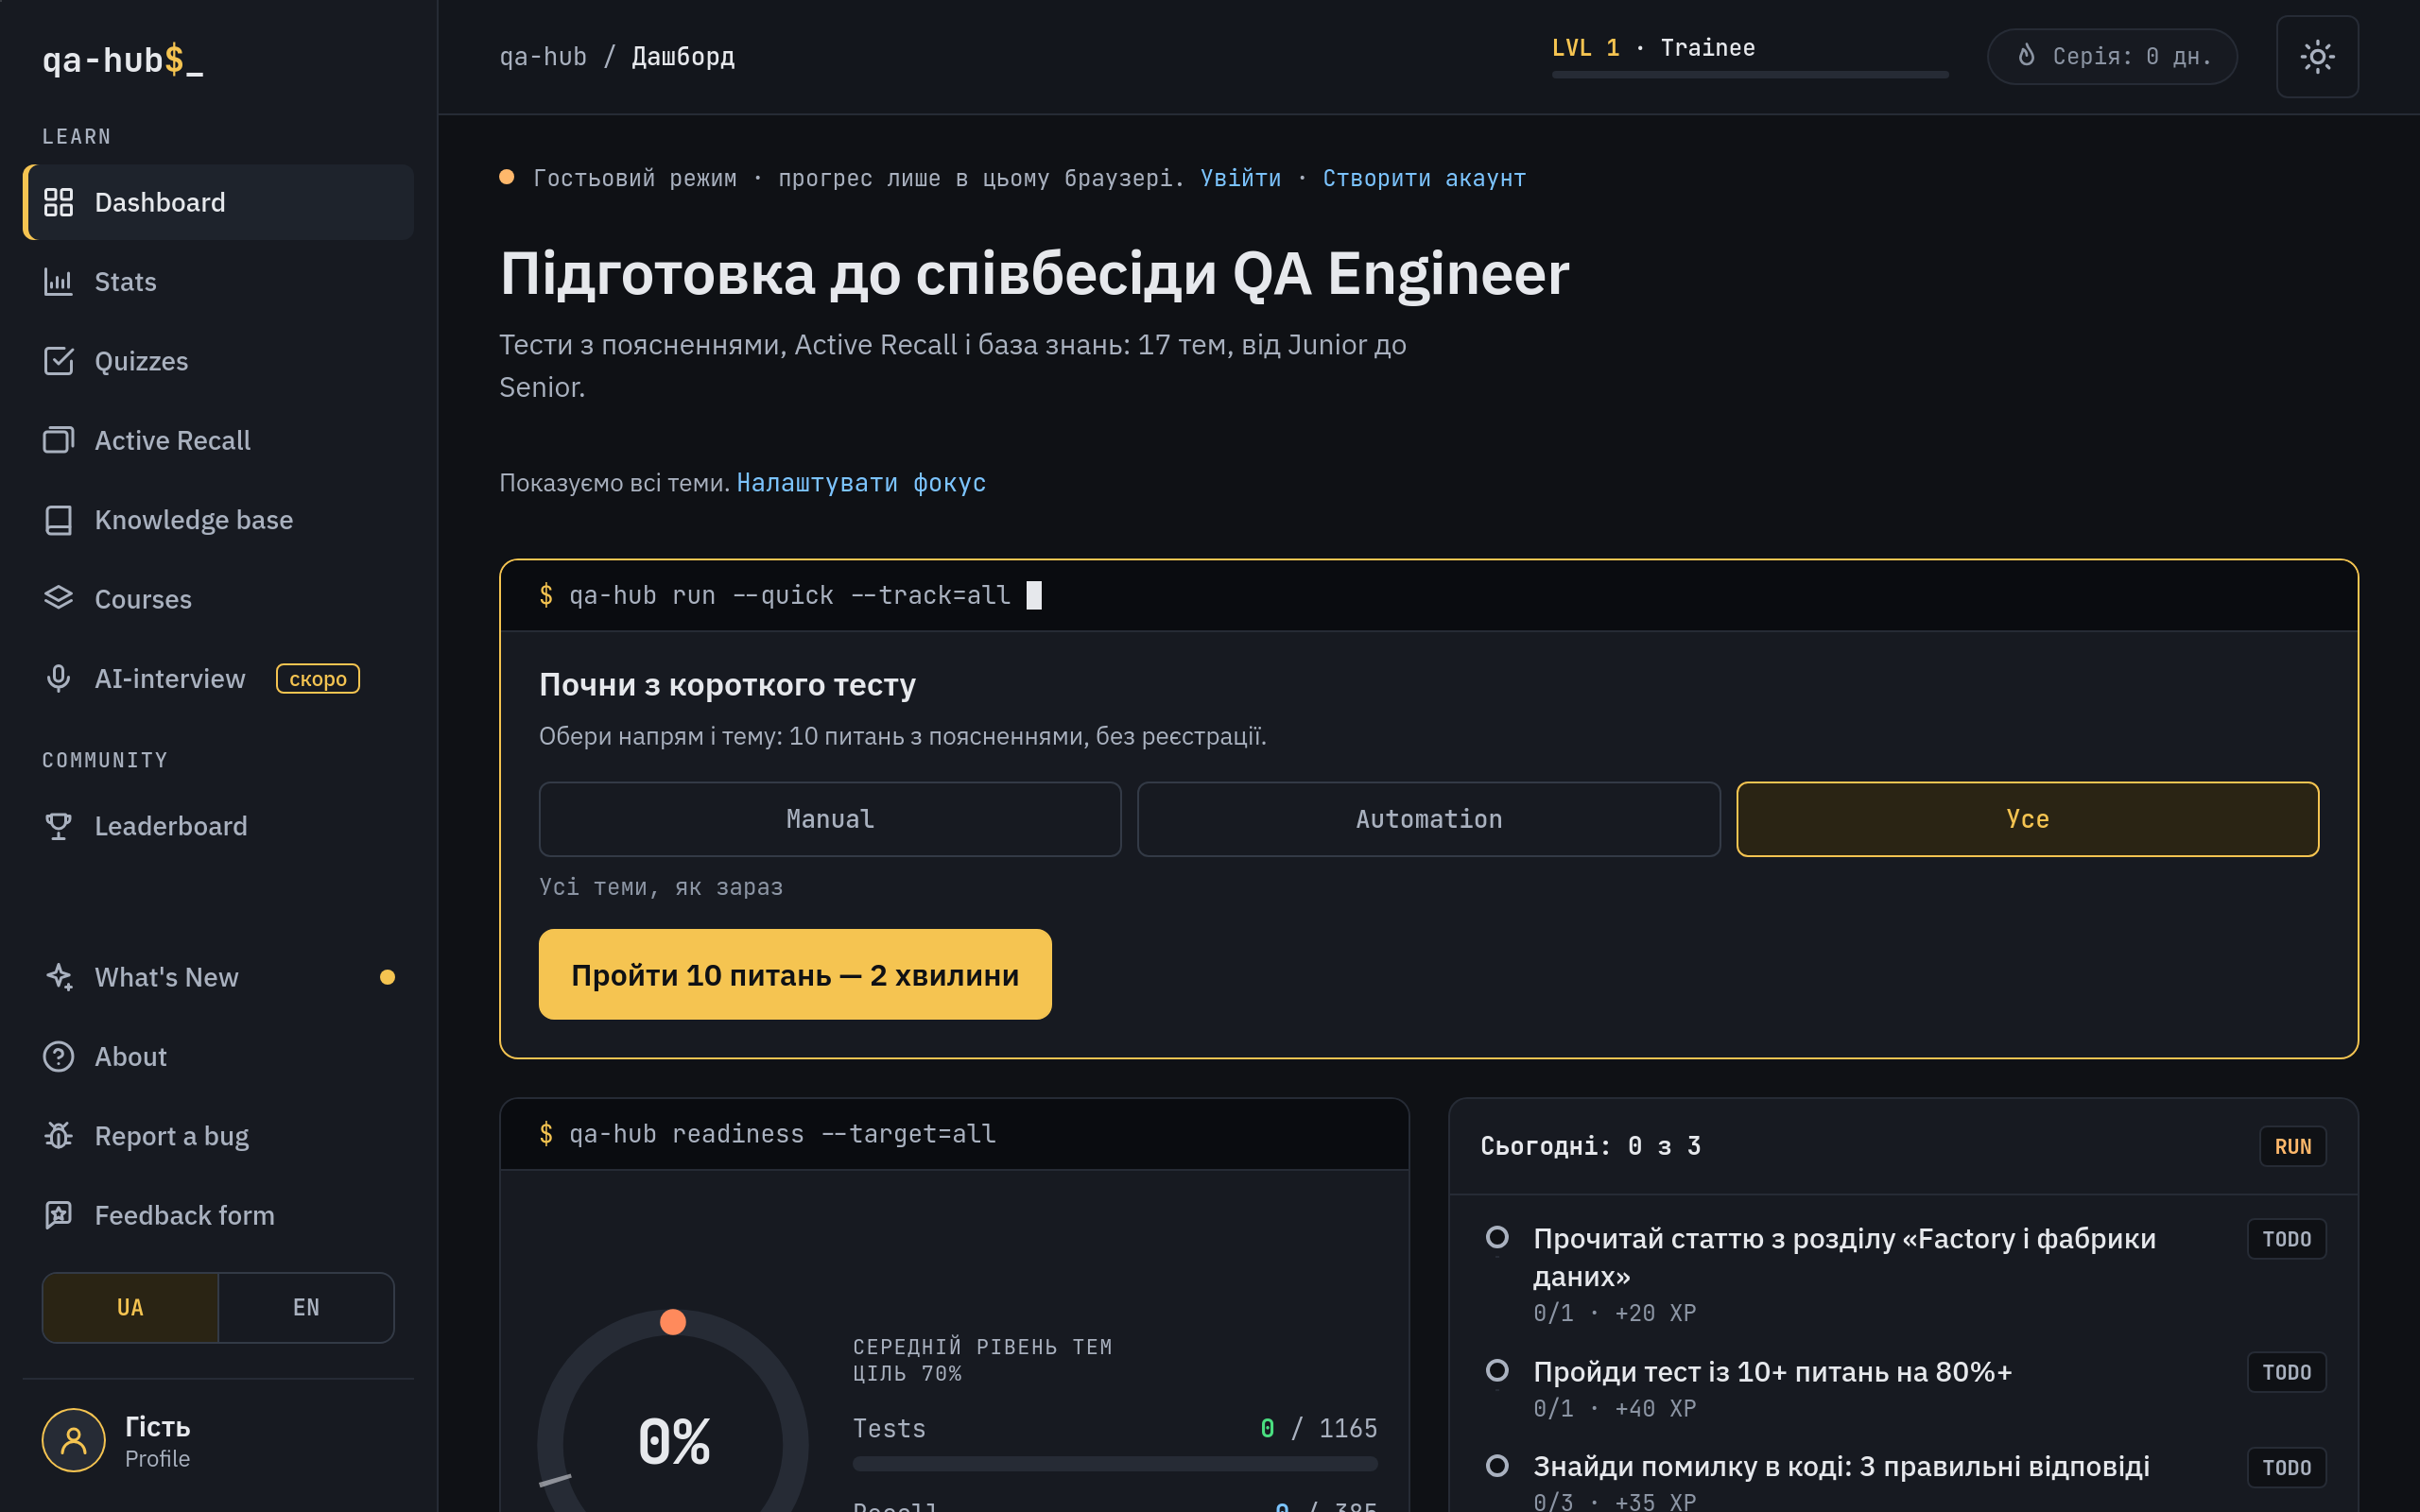 qa-hub$_
LEARN
Dashboard
Stats
Quizzes
Active Recall
Knowledge base
Courses
AI-interview скоро
COMMUNITY
Leaderboard
What's New
About
Report a bug
Feedback form
UA EN
Гість
Profile
qa-hub / Дашборд
LVL 1 · Trainee
Серія: 0 дн.
Гостьовий режим · прогрес лише в цьому браузері. Увійти · Створити акаунт
Підготовка до співбесіди QA Engineer
Тести з поясненнями, Active Recall і база знань: 17 тем, від Junior до
Senior.
Показуємо всі теми. Налаштувати фокус
$ qa-hub run --quick --track=all
Почни з короткого тесту
Обери напрям і тему: 10 питань з поясненнями, без реєстрації.
Manual Automation Усе
Усі теми, як зараз
Пройти 10 питань — 2 хвилини
$ qa-hub readiness --target=all
0%
СЕРЕДНІЙ РІВЕНЬ ТЕМ
ЦІЛЬ 70%
Tests 0 / 1165
Recall 0 / 385
Сьогодні: 0 з 3 RUN
Прочитай статтю з розділу «Factory і фабрики TODO
даних»
0/1 · +20 XP
Пройди тест із 10+ питань на 80%+ TODO
0/1 · +40 XP
Знайди помилку в коді: 3 правильні відповіді TODO
0/3 · +35 XP